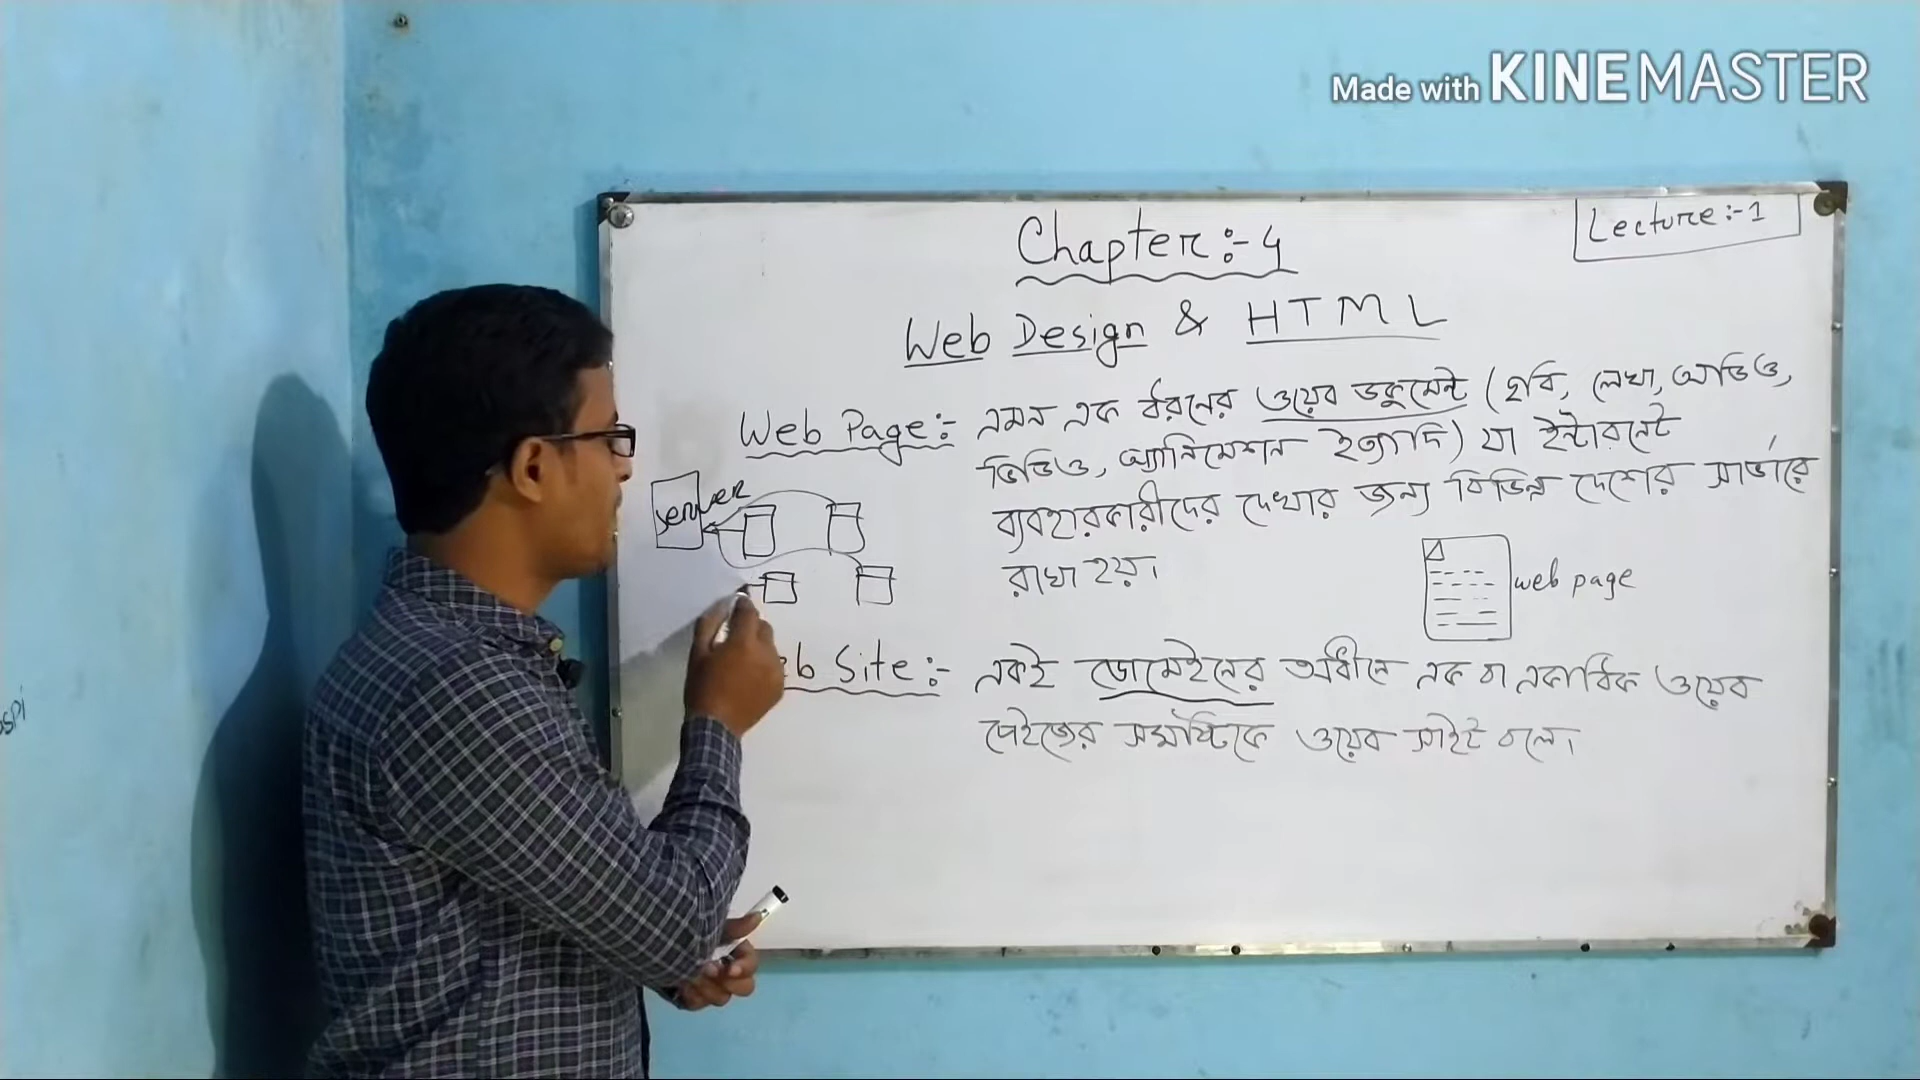 Made with KINEMASTER
Lecture:-1
Chapter:-4
Web Design & HTML
Web Page:- এমন এক ধরনের ওয়েব ডকুমেন্ট (ছবি, লেখা, অডিও,
ভিডিও, অ্যানিমেশন ইত্যাদি) যা ইন্টারনেট
ব্যবহারকারীদের দেখার জন্য বিভিন্ন দেশের সার্ভারে
রাখা হয়।
server
web page
eb Site:- একই ডোমেইনের অধীনে এক বা একাধিক ওয়েব
পেইজের সমষ্টিকে ওয়েব সাইট বলে।